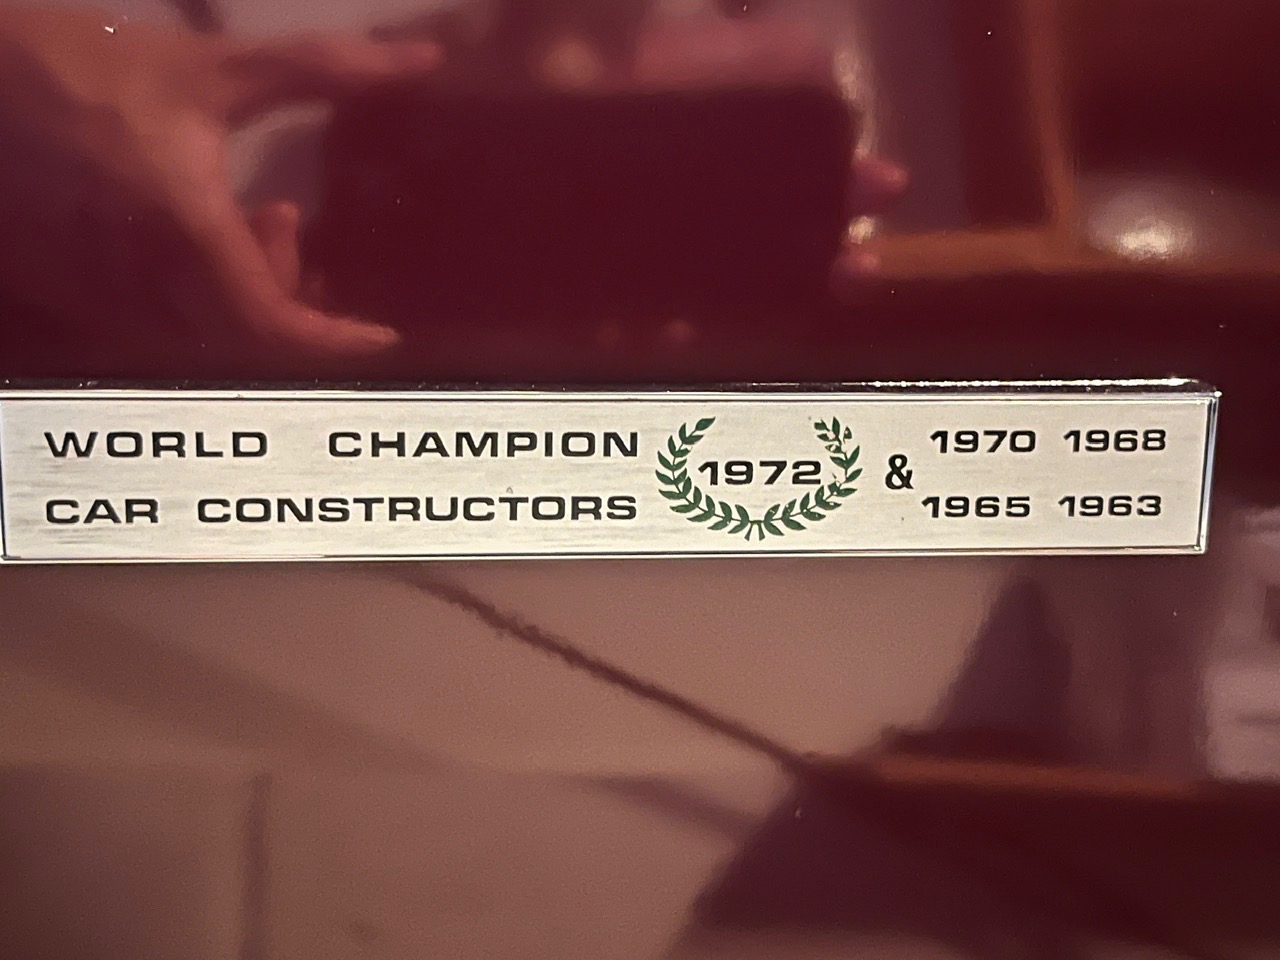 WORLD CHAMPION
CAR CONSTRUCTORS
1972
&
1970 1968
1965 1963